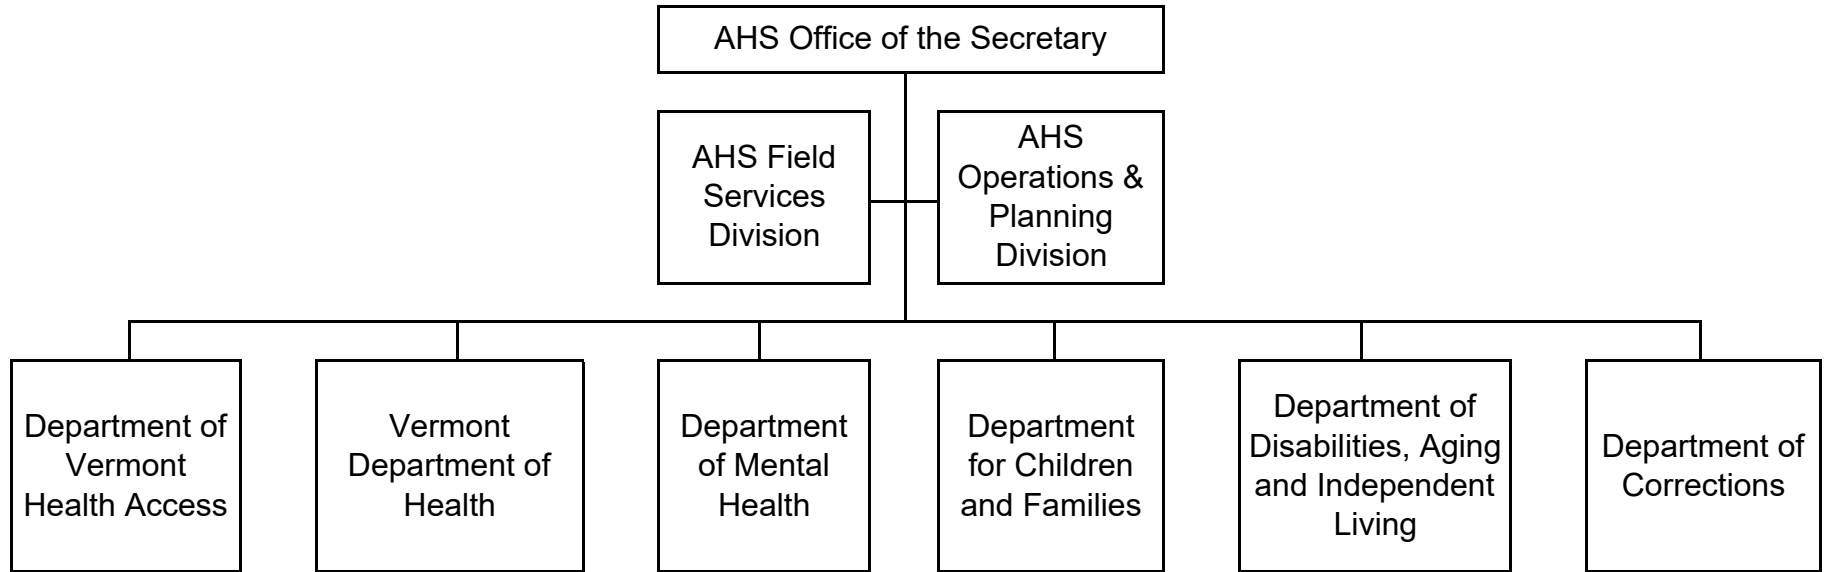 AHS Office of the Secretary
AHS Field
Services
Division
AHS
Operations &
Planning
Division
Department of
Vermont
Health Access
Vermont
Department of
Health
Department
of Mental
Health
Department
for Children
and Families
Department of
Disabilities, Aging
and Independent
Living
Department of
Corrections